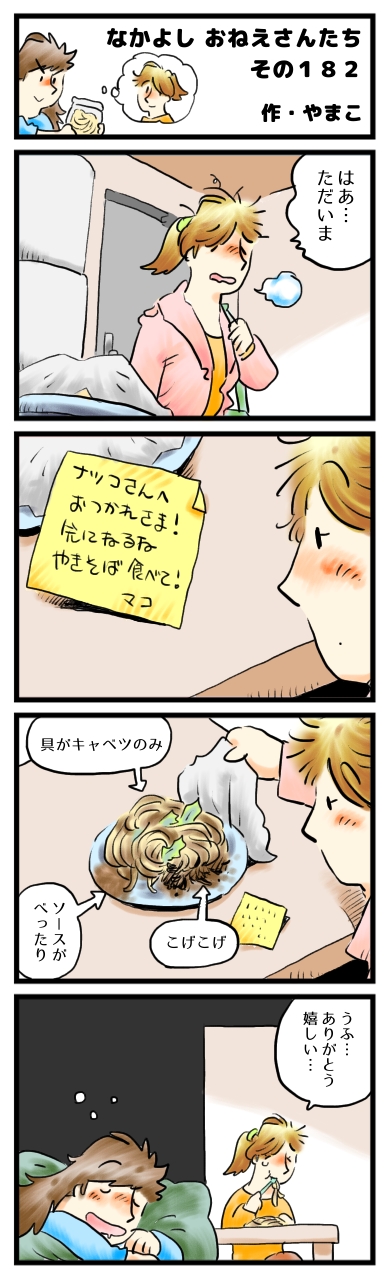 なかよし おねえさんたち
その１８２
作・やまこ
はぁ…
ただいま
ナツコさんへ
おつかれさま！
先にねるね
やきそば 食べて！
マコ
具がキャベツのみ
ソースが
べったり
こげこげ
うふ…
ありがとう
嬉しい…